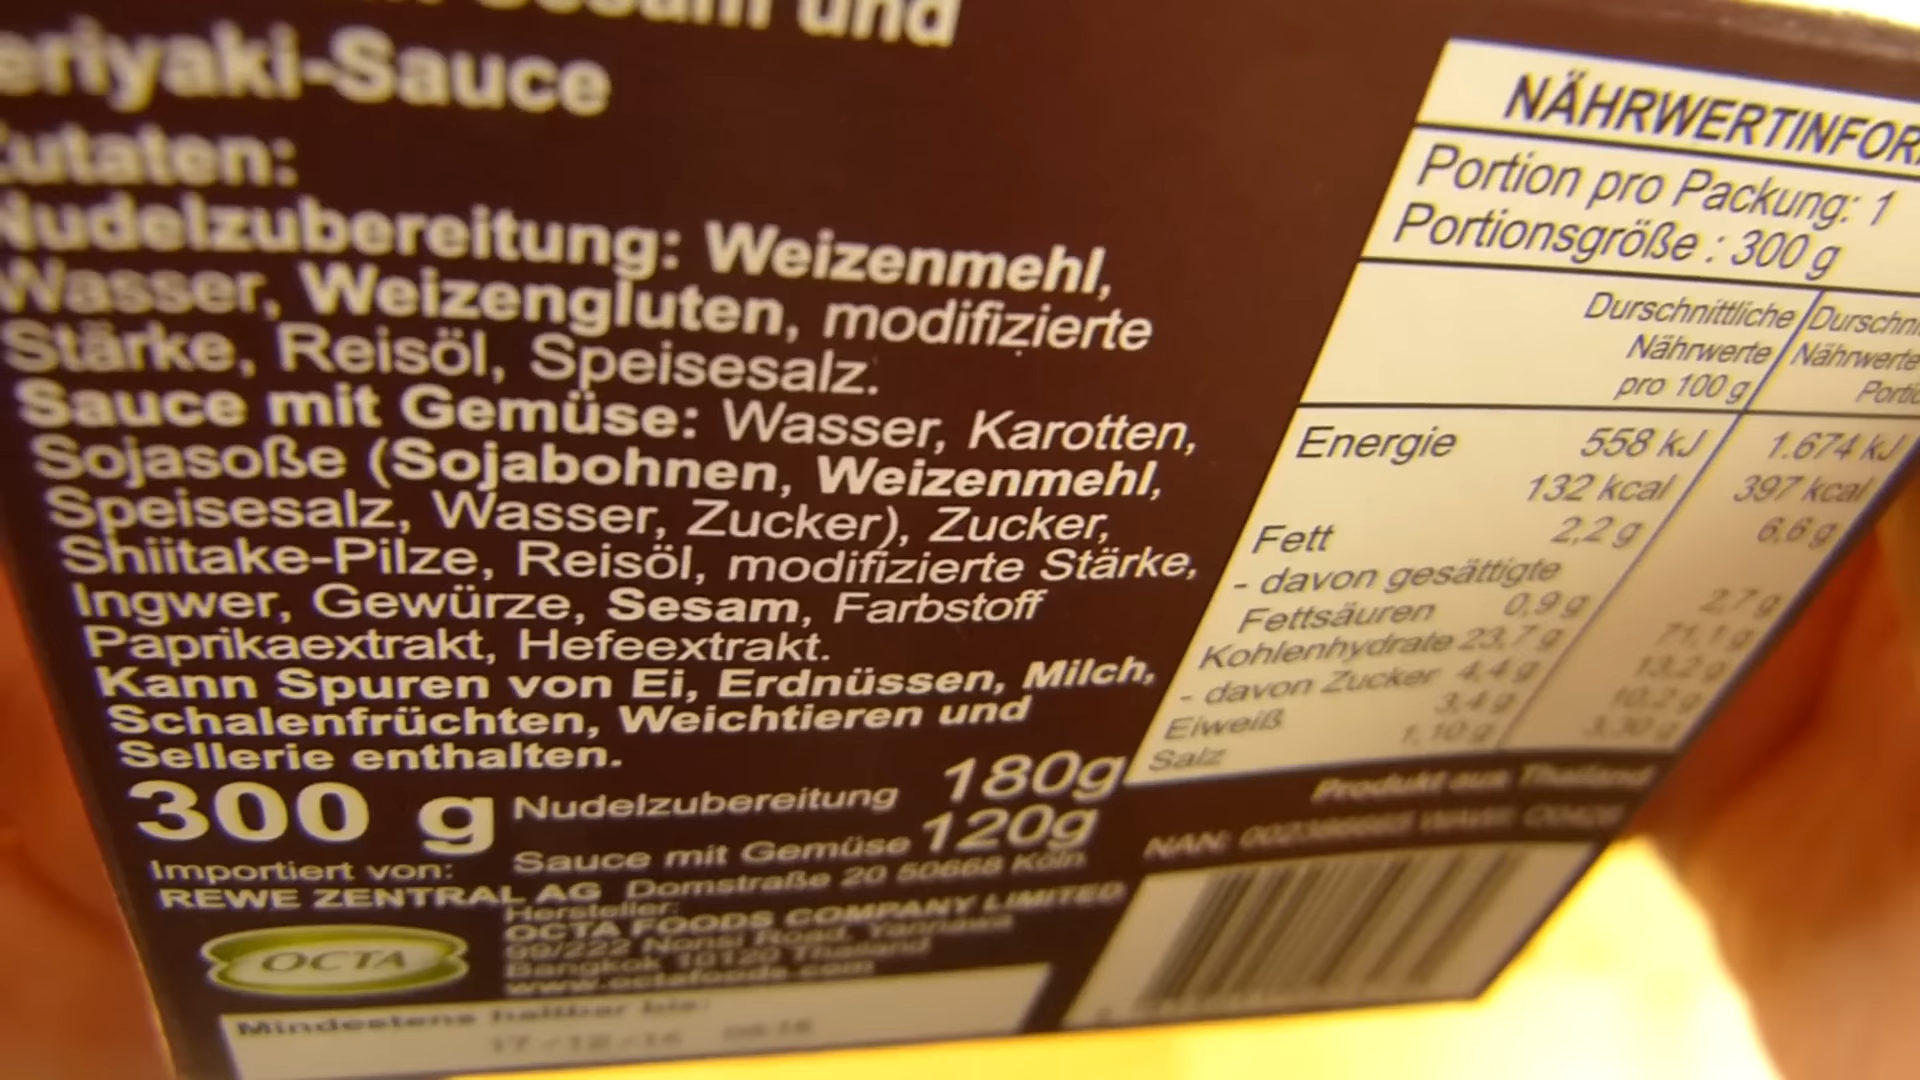 Sesam und
eriyaki-Sauce
utaten:
Nudelzubereitung: Weizenmehl,
Wasser, Weizengluten, modifizierte
Stärke, Reisöl, Speisesalz.
Sauce mit Gemüse: Wasser, Karotten,
Sojasoße (Sojabohnen, Weizenmehl,
Speisesalz, Wasser, Zucker), Zucker,
Shiitake-Pilze, Reisöl, modifizierte Stärke,
Ingwer, Gewürze, Sesam, Farbstoff
Paprikaextrakt, Hefeextrakt.
Kann Spuren von Ei, Erdnüssen, Milch,
Schalenfrüchten, Weichtieren und
Sellerie enthalten.
300 g Nudelzubereitung 180g
Sauce mit Gemüse 120g
Importiert von:
REWE ZENTRAL AG Domstraße 20 50668 Köln
Hersteller:
OCTA FOODS COMPANY LIMITED
99/222 Nonsi Road, Yannawa
Bangkok 10120 Thailand
www.octafoods.com
OCTA
Mindestens haltbar bis:
NÄHRWERTINFOR
Portion pro Packung: 1
Portionsgröße : 300 g
Durschnittliche Durschni
Nährwerte Nährwerte
pro 100 g Portio
Energie 558 kJ 1.674 kJ
132 kcal 397 kcal
Fett 2,2 g 6,6 g
- davon gesättigte
Fettsäuren 0,9 g 2,7 g
Kohlenhydrate 23,7 g 71,1 g
- davon Zucker 4,4 g 13,2 g
Eiweiß 3,4 g 10,2 g
Salz 1,10 g 3,30 g
Produkt aus Thailand
NAN: